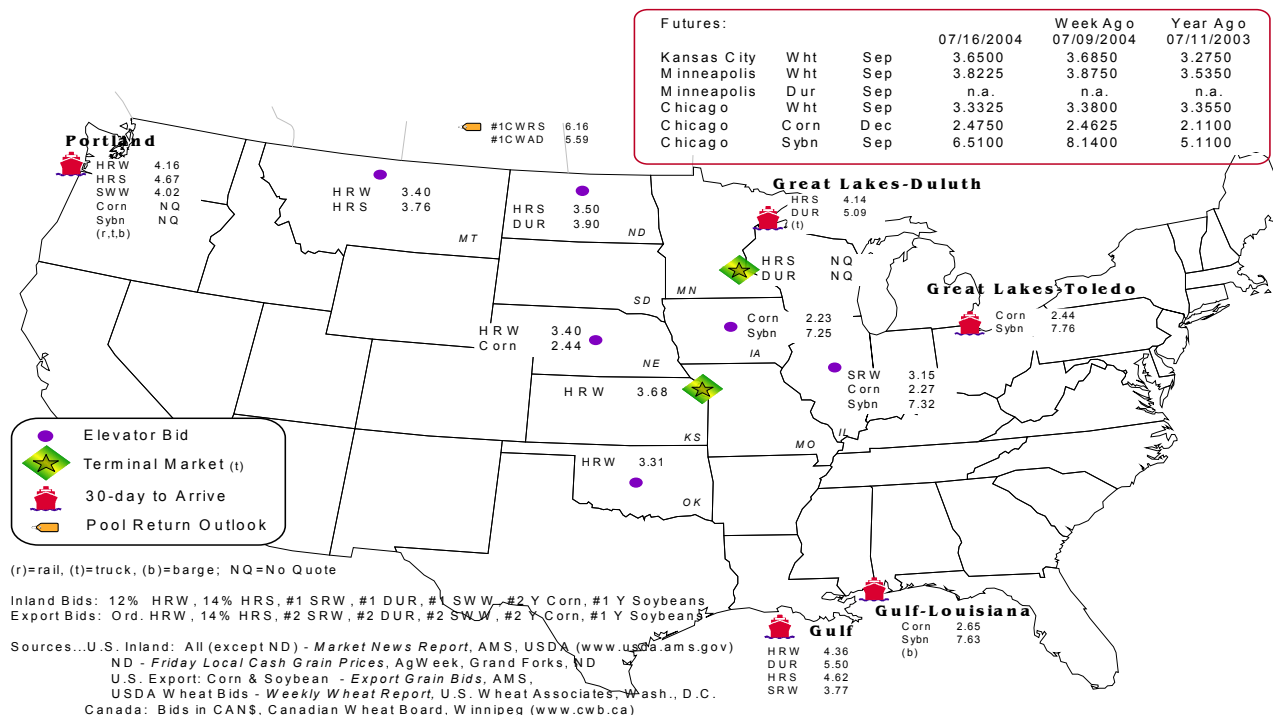 Futures: Week Ago Year Ago
07/16/2004 07/09/2004 07/11/2003
Kansas City Wht Sep 3.6500 3.6850 3.2750
Minneapolis Wht Sep 3.8225 3.8750 3.5350
Minneapolis Dur Sep n.a. n.a. n.a.
Chicago Wht Sep 3.3325 3.3800 3.3550
Chicago Corn Dec 2.4750 2.4625 2.1100
Chicago Sybn Sep 6.5100 8.1400 5.1100
#1CWRS 6.16
#1CWAD 5.59
Portland
HRW 4.16
HRS 4.67
SWW 4.02
Corn NQ
Sybn NQ
(r,t,b)
HRW 3.40
HRS 3.76
MT
HRS 3.50
DUR 3.90
ND
Great Lakes-Duluth
HRS 4.14
DUR 5.09
(t)
HRS NQ
DUR NQ
MN
SD
Great Lakes-Toledo
Corn 2.44
Sybn 7.76
Corn 2.23
Sybn 7.25
IA
HRW 3.40
Corn 2.44
NE
SRW 3.15
Corn 2.27
Sybn 7.32
IL
HRW 3.68
KS
MO
HRW 3.31
OK
Elevator Bid
Terminal Market (t)
30-day to Arrive
Pool Return Outlook
Gulf-Louisiana
Corn 2.65
Sybn 7.63
(b)
Gulf
HRW 4.36
DUR 5.50
HRS 4.62
SRW 3.77
(r)=rail, (t)=truck, (b)=barge; NQ=No Quote
Inland Bids: 12% HRW, 14% HRS, #1 SRW, #1 DUR, #1 SWW, #2 Y Corn, #1 Y Soybeans
Export Bids: Ord. HRW, 14% HRS, #2 SRW, #2 DUR, #2 SWW, #2 Y Corn, #1 Y Soybeans
Sources...U.S. Inland: All (except ND) - Market News Report, AMS, USDA (www.usda.ams.gov)
ND - Friday Local Cash Grain Prices, AgWeek, Grand Forks, ND
U.S. Export: Corn & Soybean - Export Grain Bids, AMS,
USDA Wheat Bids - Weekly Wheat Report, U.S. Wheat Associates, Wash., D.C.
Canada: Bids in CAN$, Canadian Wheat Board, Winnipeg (www.cwb.ca)